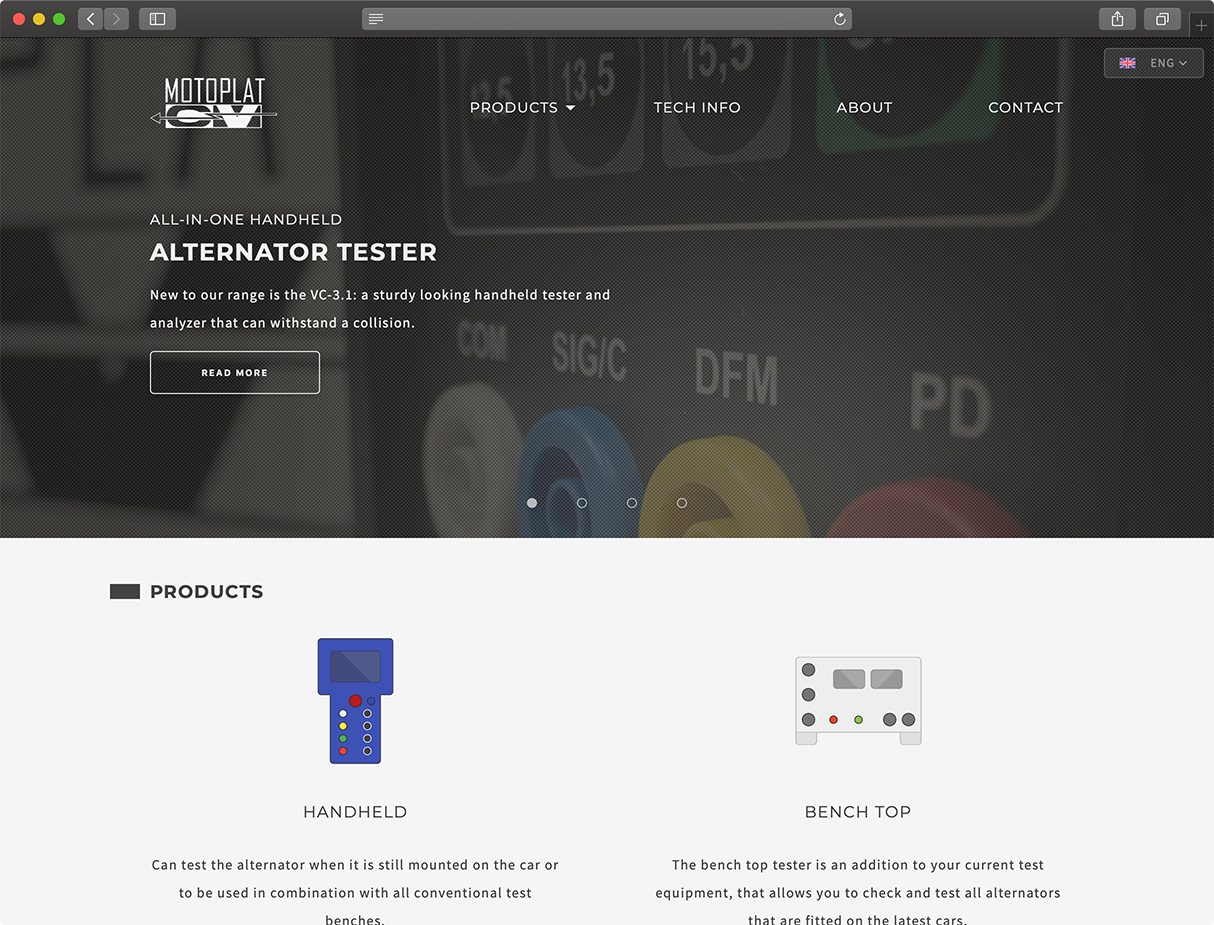 ENG
MOTOPLAT
CV
PRODUCTS
TECH INFO
ABOUT
CONTACT
13,5
15,5
ALL-IN-ONE HANDHELD
ALTERNATOR TESTER
New to our range is the VC-3.1: a sturdy looking handheld tester and
analyzer that can withstand a collision.
READ MORE
COM
SIG/C
DFM
PD
PRODUCTS
HANDHELD
Can test the alternator when it is still mounted on the car or
to be used in combination with all conventional test
benches.
BENCH TOP
The bench top tester is an addition to your current test
equipment, that allows you to check and test all alternators
that are fitted on the latest cars.